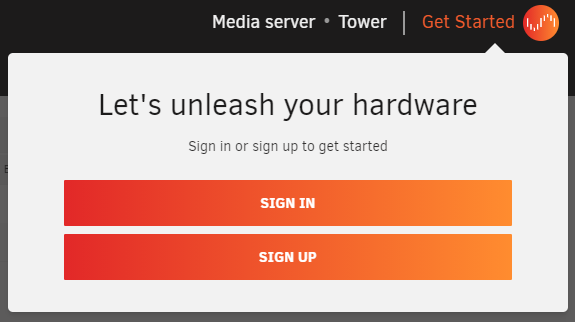 Media server • Tower | Get Started
Let's unleash your hardware
Sign in or sign up to get started
SIGN IN
SIGN UP